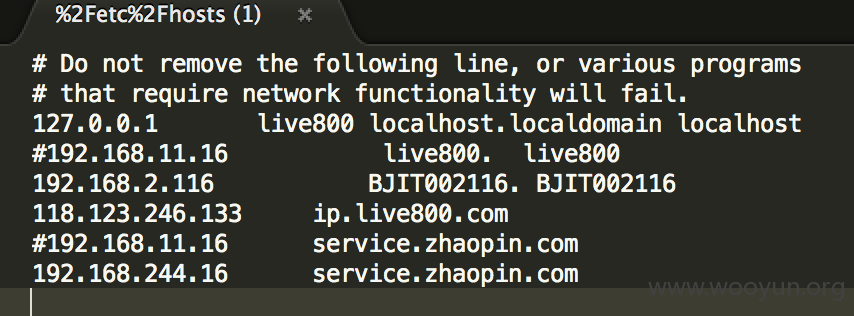 %2Fetc%2Fhosts (1)
# Do not remove the following line, or various programs
# that require network functionality will fail.
127.0.0.1 live800 localhost.localdomain localhost
#192.168.11.16 live800. live800
192.168.2.116 BJIT002116. BJIT002116
118.123.246.133 ip.live800.com
#192.168.11.16 service.zhaopin.com
192.168.244.16 service.zhaopin.com
www.wooyun.org